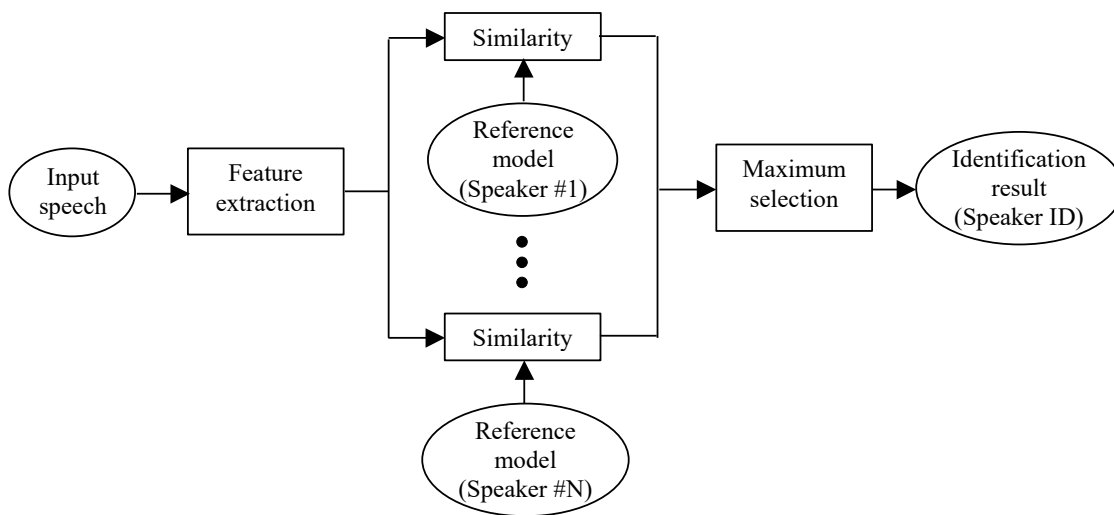 Input
speech
Feature
extraction
Similarity
Reference
model
(Speaker #1)
Similarity
Reference
model
(Speaker #N)
Maximum
selection
Identification
result
(Speaker ID)